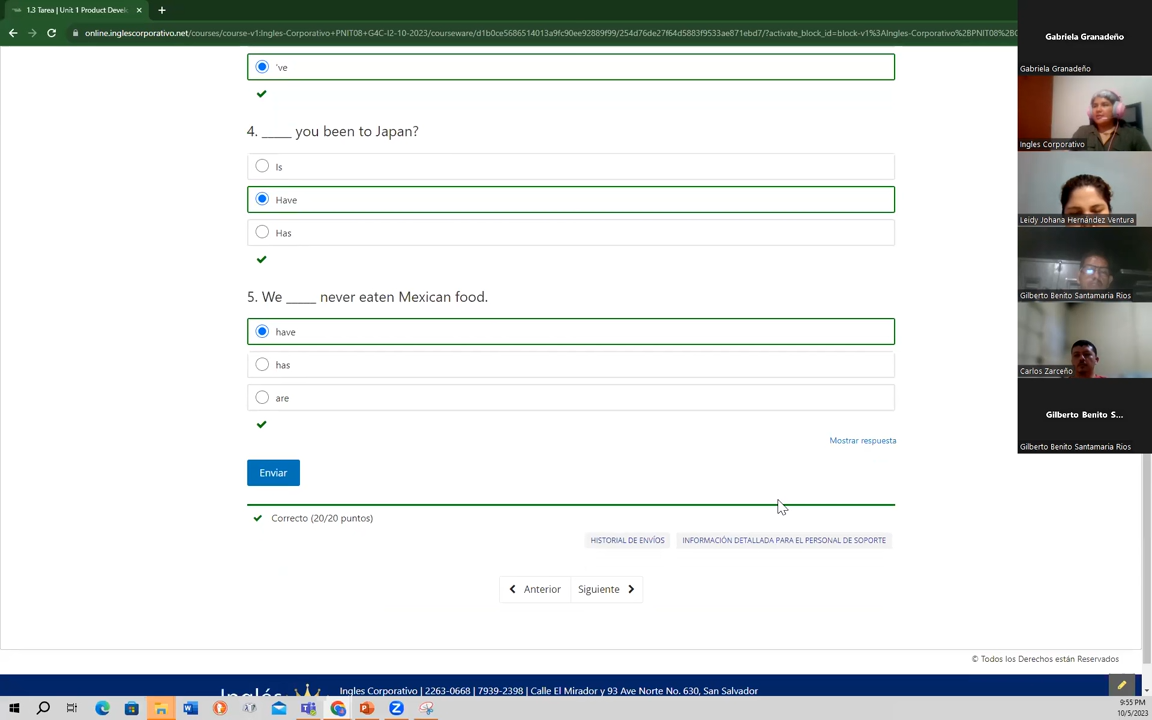 1.3 Tarea | Unit 1 Product Devel
online.inglescorporativo.net/courses/course-v1:Ingles-Corporativo+PNIT08+G4C-I2-10-2023/courseware/d1b0ce5686514013a9fc90ee92889f99/254d76de27f64d5883f9533ae871ebd7/?activate_block_id=block-v1%3AIngles-Corporativo%2BPNIT08%2BG
've
4. _____ you been to Japan?
Is
Have
Has
5. We _____ never eaten Mexican food.
have
has
are
Mostrar respuesta
Enviar
Correcto (20/20 puntos)
HISTORIAL DE ENVÍOS
INFORMACIÓN DETALLADA PARA EL PERSONAL DE SOPORTE
Anterior
Siguiente
© Todos los Derechos están Reservados
Inglés
Ingles Corporativo | 2263-0668 | 7939-2398 | Calle El Mirador y 93 Ave Norte No. 630, San Salvador
Gabriela Granadeño
Gabriela Granadeño
Ingles Corporativo
Leidy Johana Hernández Ventura
Gilberto Benito Santamaria Rios
Carlos Zarceño
Gilberto Benito S...
Gilberto Benito Santamaria Rios
9:55 PM
10/5/2023